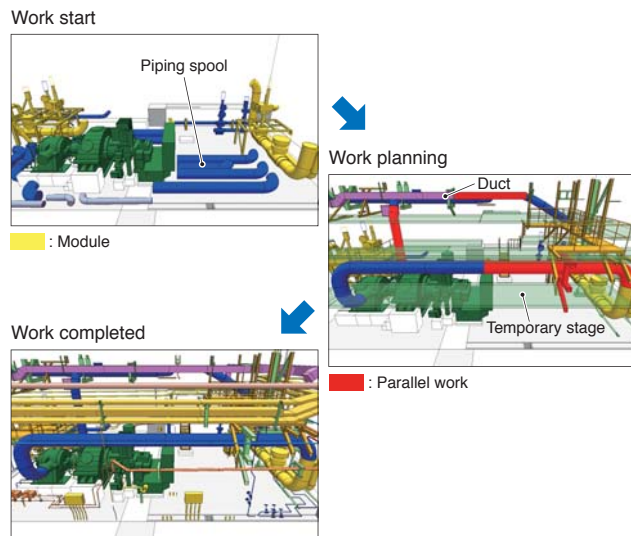 Work start
Piping spool
: Module
Work planning
Duct
Temporary stage
: Parallel work
Work completed